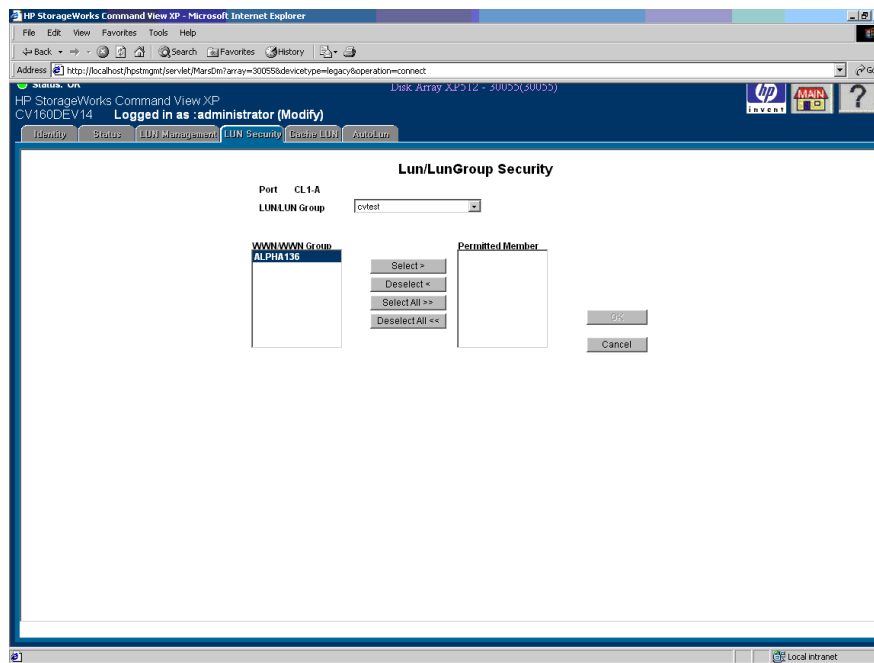 HP StorageWorks Command View XP - Microsoft Internet Explorer
File Edit View Favorites Tools Help
Back Search Favorites History
Address http://localhost/hpstmgmt/servlet/MarsDm?array=30055&devicetype=legacy&operation=connect Go
Status: OK
Disk Array XP512 - 30055(30055)
HP StorageWorks Command View XP
CV160DEV14 Logged in as :administrator (Modify)
hp
invent
MAIN
?
Identity Status LUN Management LUN Security Cache LUN AutoLun
Lun/LunGroup Security
Port CL1-A
LUN/LUN Group cvtest
WWN/WWN Group Permitted Member
ALPHA136
Select >
Deselect <
Select All >>
Deselect All <<
OK
Cancel
Local intranet